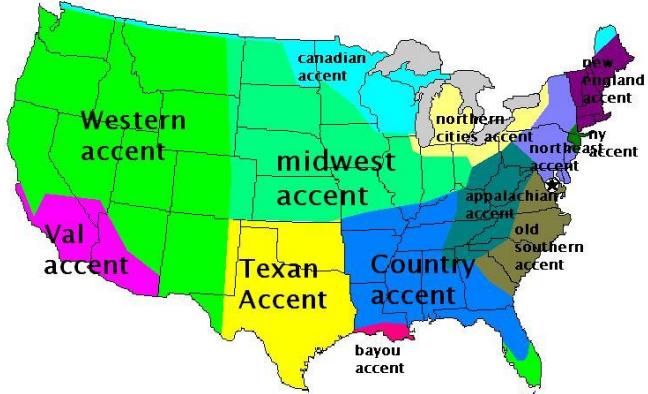 canadian
accent
new
england
accent
Western
accent
northern
cities accent
ny
accent
northeast
accent
midwest
accent
appalachian
accent
Val
accent
old
southern
accent
Texan
Accent
Country
accent
bayou
accent